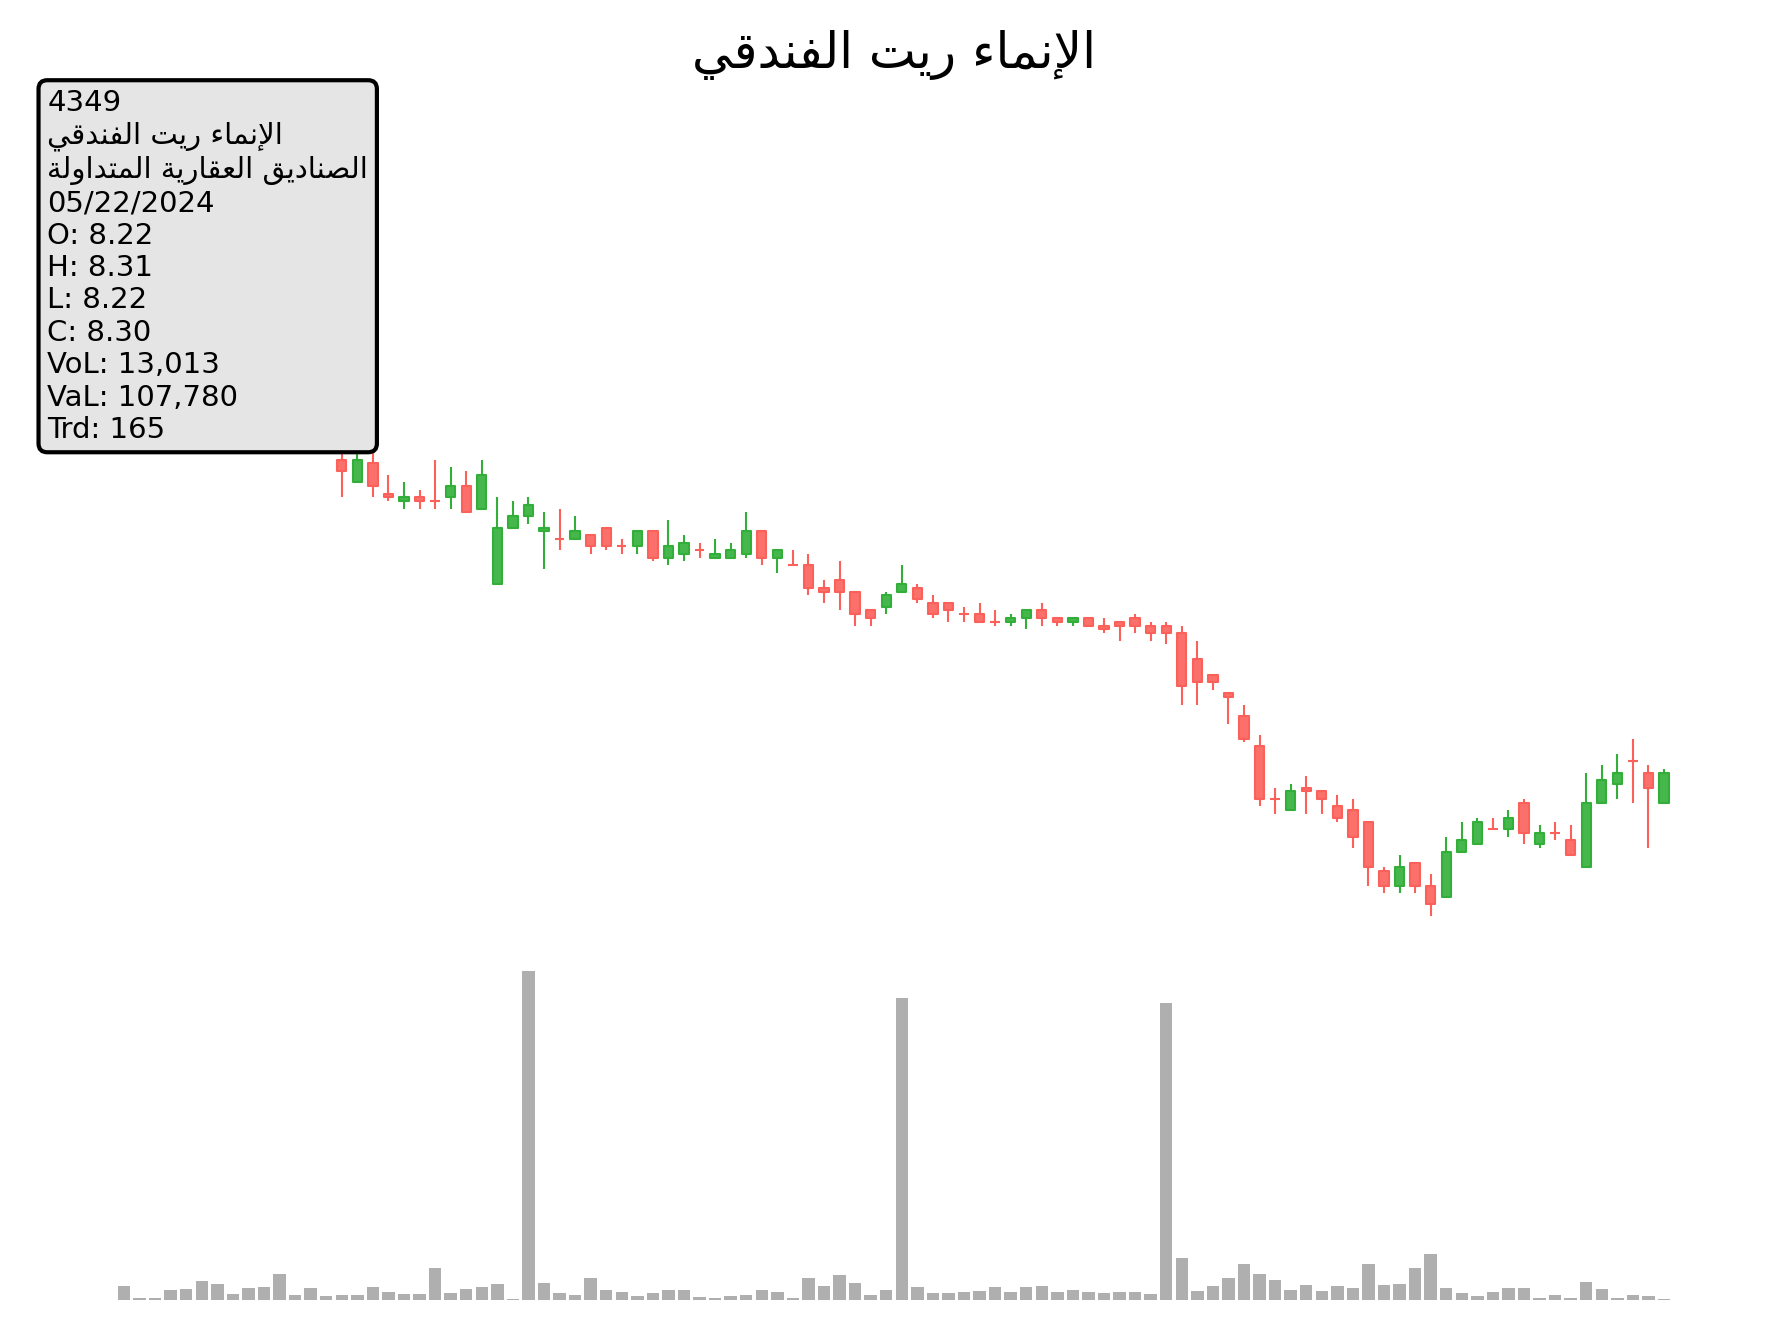 الإنماء ريت الفندقي
4349
الإنماء ريت الفندقي
الصناديق العقارية المتداولة
05/22/2024
O: 8.22
H: 8.31
L: 8.22
C: 8.30
VoL: 13,013
VaL: 107,780
Trd: 165